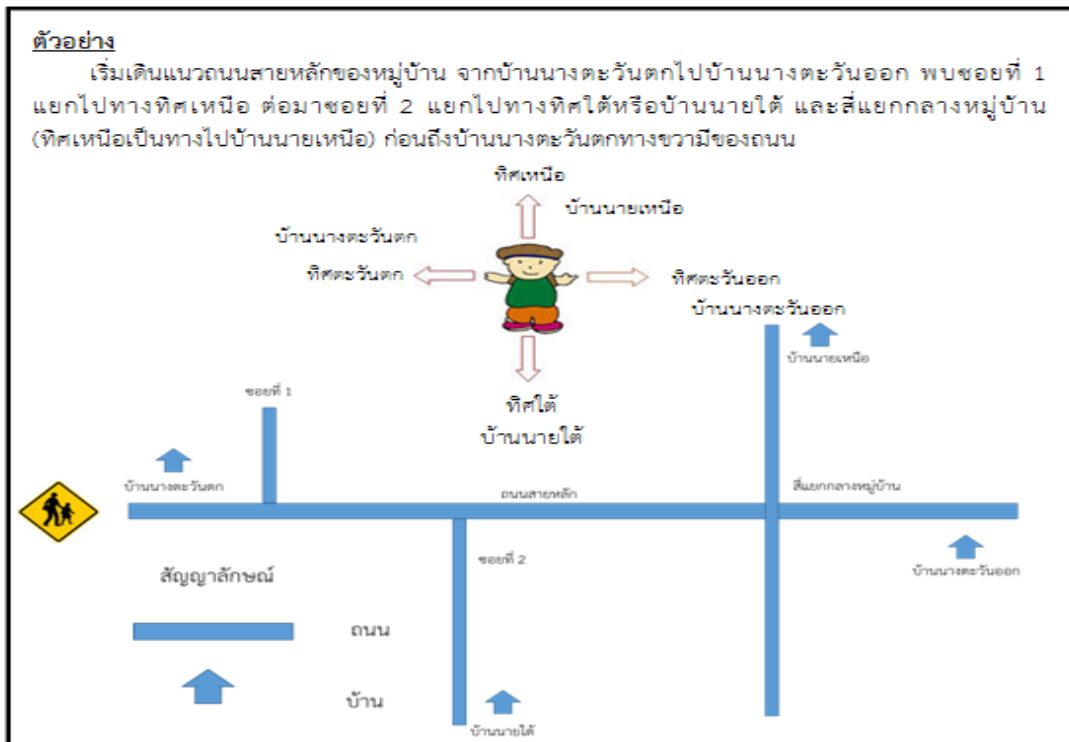 ตัวอย่าง
เริ่มเดินแนวถนนสายหลักของหมู่บ้าน จากบ้านนางตะวันตกไปบ้านนางตะวันออก พบซอยที่ 1
แยกไปทางทิศเหนือ ต่อมาซอยที่ 2 แยกไปทางทิศใต้หรือบ้านนายใต้ และสี่แยกกลางหมู่บ้าน
(ทิศเหนือเป็นทางไปบ้านนายเหนือ) ก่อนถึงบ้านนางตะวันตกทางขวามีของถนน
ทิศเหนือ
บ้านนายเหนือ
บ้านนางตะวันตก
ทิศตะวันตก
ทิศตะวันออก
บ้านนางตะวันออก
บ้านนายเหนือ
ซอยที่ 1
ทิศใต้
บ้านนายใต้
บ้านนางตะวันตก
ถนนสายหลัก
สี่แยกกลางหมู่บ้าน
ซอยที่ 2
บ้านนางตะวันออก
สัญญาลักษณ์
ถนน
บ้าน
บ้านนายใต้